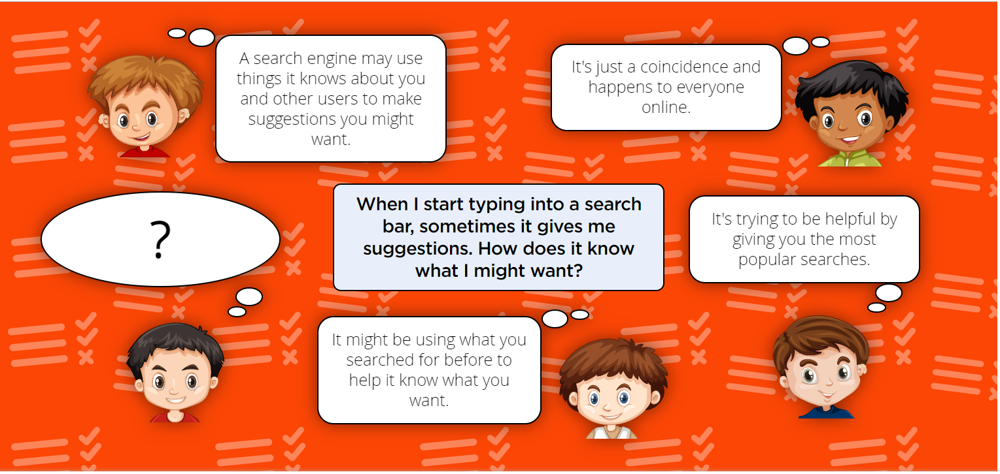 A search engine may use
things it knows about you
and other users to make
suggestions you might
want.
It's just a coincidence and
happens to everyone
online.
?
When I start typing into a search
bar, sometimes it gives me
suggestions. How does it know
what I might want?
It's trying to be helpful by
giving you the most
popular searches.
It might be using what you
searched for before to
help it know what you
want.